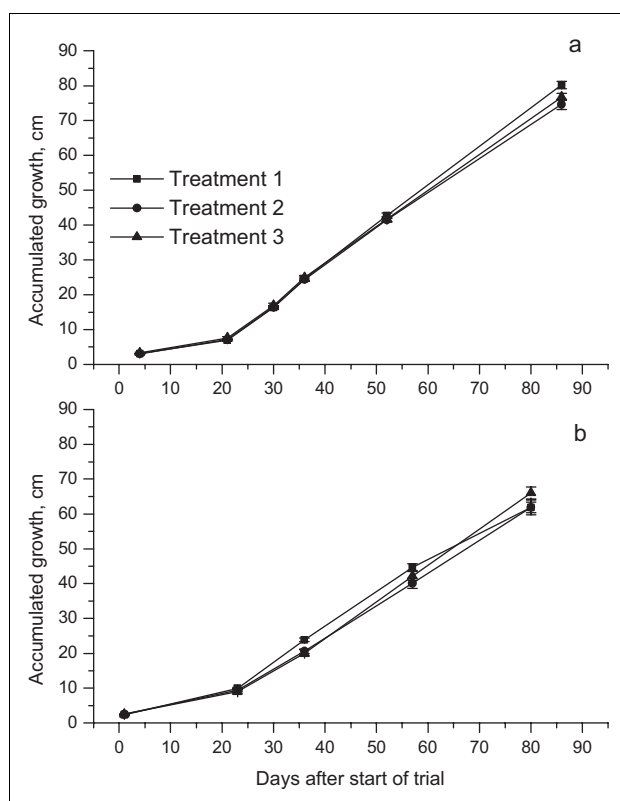 a
90
80
70
60
50
40
30
20
10
0
Accumulated growth, cm
Treatment 1
Treatment 2
Treatment 3
0 10 20 30 40 50 60 70 80 90
b
90
80
70
60
50
40
30
20
10
0
Accumulated growth, cm
0 10 21 30 40 50 60 70 80 90
Days after start of trial